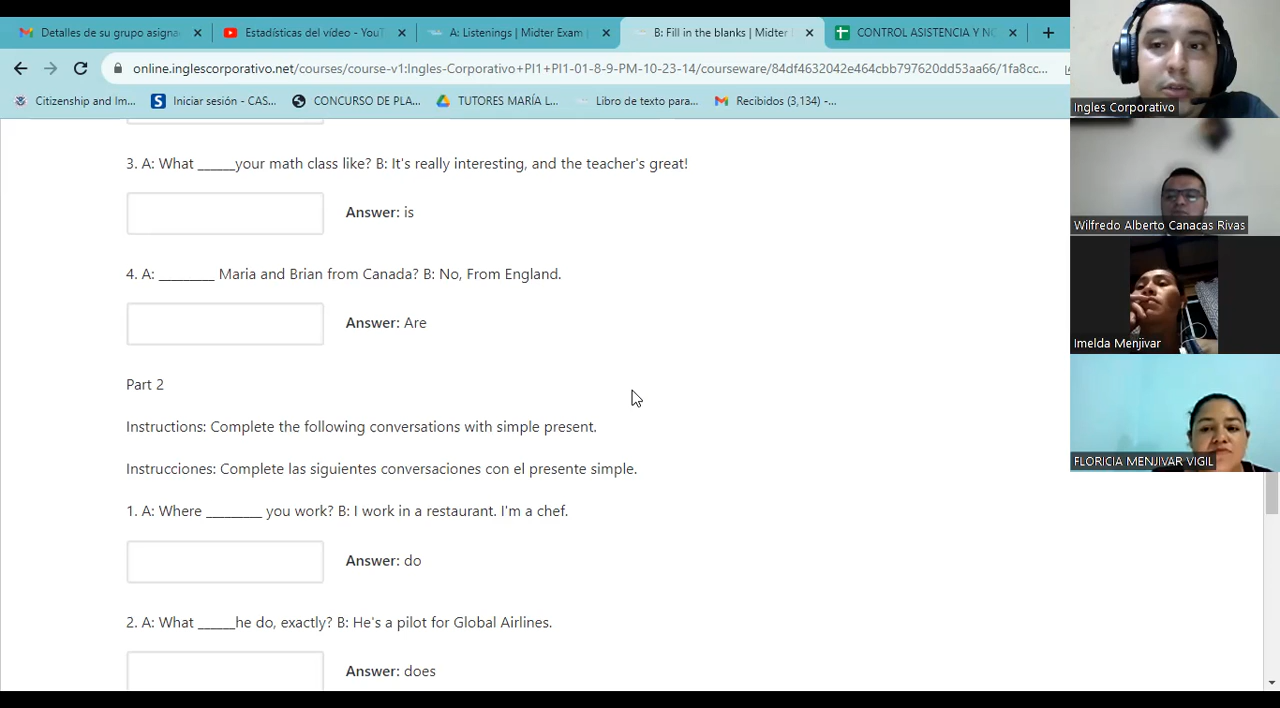 Detalles de su grupo asigna
Estadísticas del vídeo - YouT
A: Listenings | Midter Exam
B: Fill in the blanks | Midter
CONTROL ASISTENCIA Y NO
online.inglescorporativo.net/courses/course-v1:Ingles-Corporativo+PI1+PI1-01-8-9-PM-10-23-14/courseware/84df4632042e464cbb797620dd53aa66/1fa8cc...
Citizenship and Im...
Iniciar sesión - CAS...
CONCURSO DE PLA...
TUTORES MARÍA L...
Libro de texto para...
Recibidos (3,134) -...
3. A: What ______your math class like? B: It's really interesting, and the teacher's great!
Answer: is
4. A: _________ Maria and Brian from Canada? B: No, From England.
Answer: Are
Part 2
Instructions: Complete the following conversations with simple present.
Instrucciones: Complete las siguientes conversaciones con el presente simple.
1. A: Where _________ you work? B: I work in a restaurant. I'm a chef.
Answer: do
2. A: What ______he do, exactly? B: He's a pilot for Global Airlines.
Answer: does
Ingles Corporativo
Wilfredo Alberto Canacas Rivas
Imelda Menjivar
FLORICIA MENJIVAR VIGIL